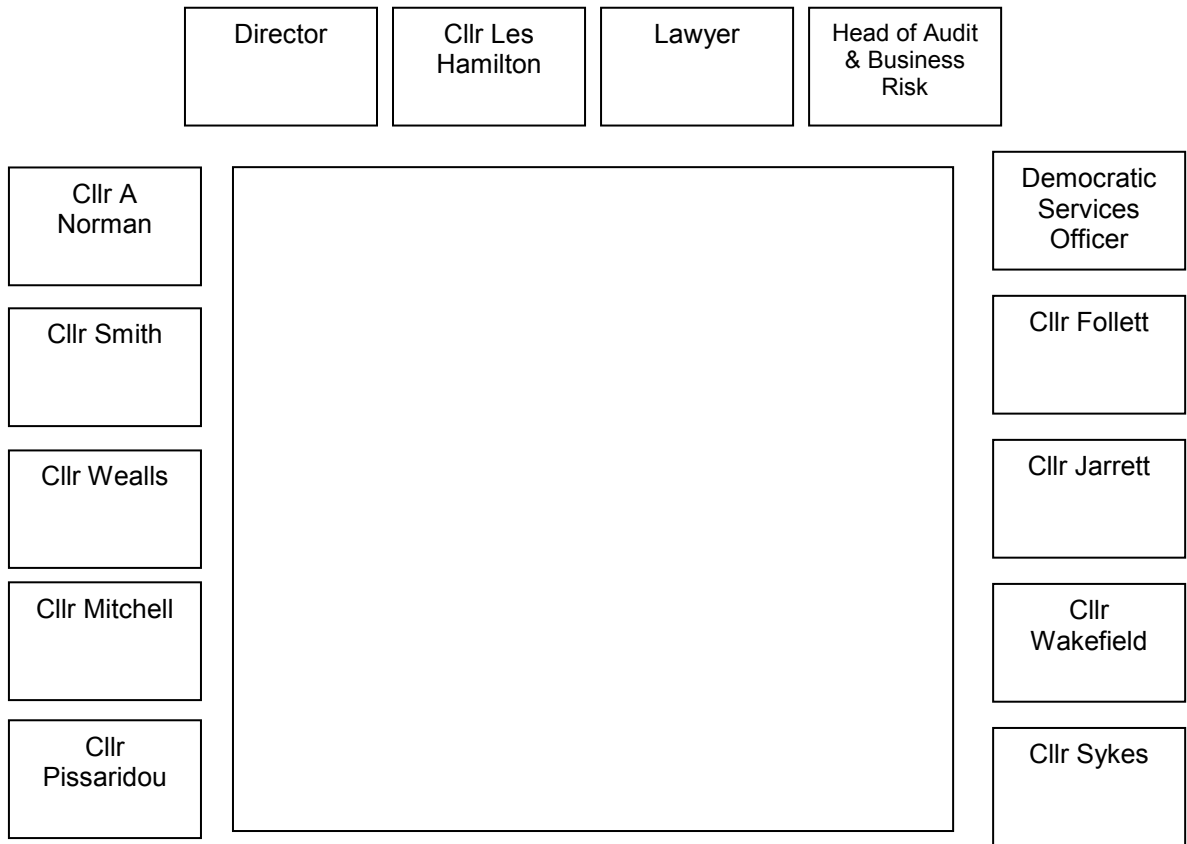 Director
Cllr Les
Hamilton
Lawyer
Head of Audit
& Business
Risk
Cllr A
Norman
Cllr Smith
Cllr Wealls
Cllr Mitchell
Cllr
Pissaridou
Democratic
Services
Officer
Cllr Follett
Cllr Jarrett
Cllr
Wakefield
Cllr Sykes